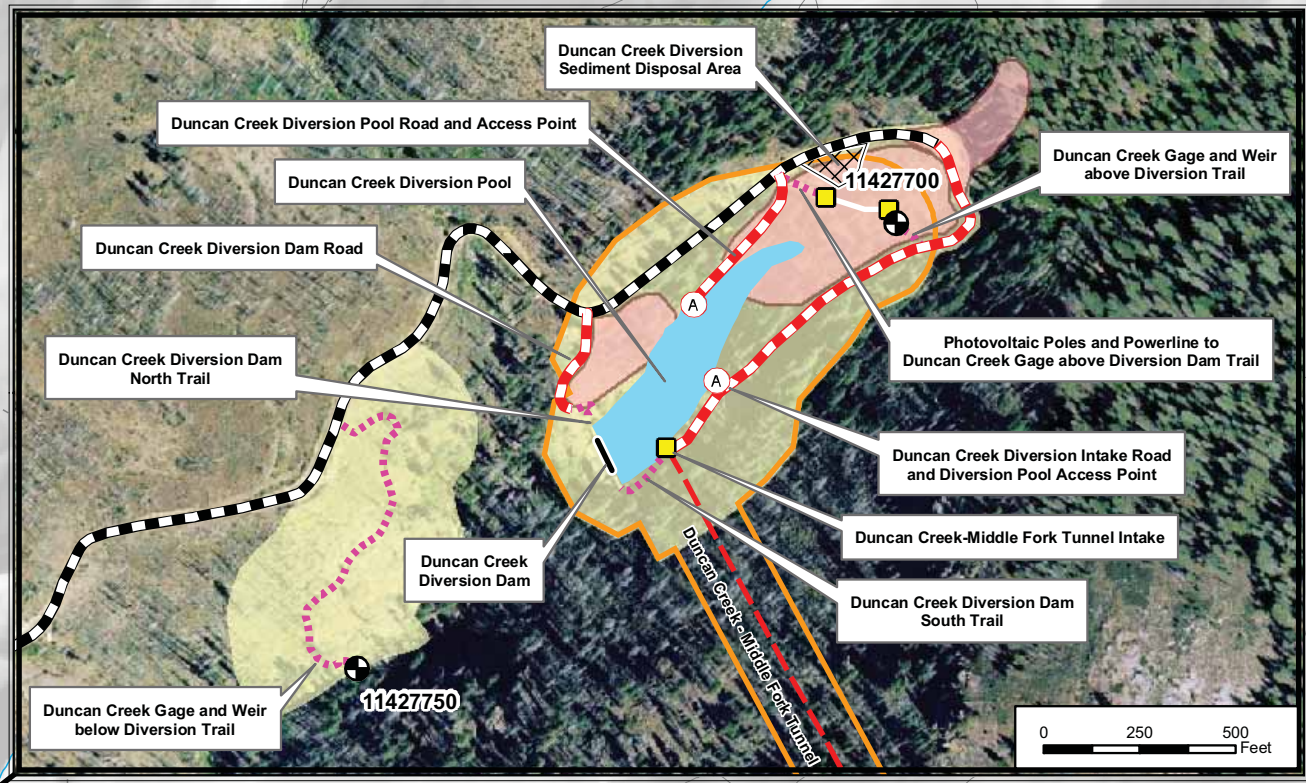 Duncan Creek Diversion
Sediment Disposal Area
Duncan Creek Diversion Pool Road and Access Point
Duncan Creek Gage and Weir
above Diversion Trail
Duncan Creek Diversion Pool
11427700
Duncan Creek Diversion Dam Road
A
Photovoltaic Poles and Powerline to
Duncan Creek Gage above Diversion Dam Trail
Duncan Creek Diversion Dam
North Trail
A
Duncan Creek Diversion Intake Road
and Diversion Pool Access Point
Duncan Creek-Middle Fork Tunnel Intake
Duncan Creek
Diversion Dam
Duncan Creek Diversion Dam
South Trail
Duncan Creek - Middle Fork Tunnel
11427750
Duncan Creek Gage and Weir
below Diversion Trail
0 250 500
Feet